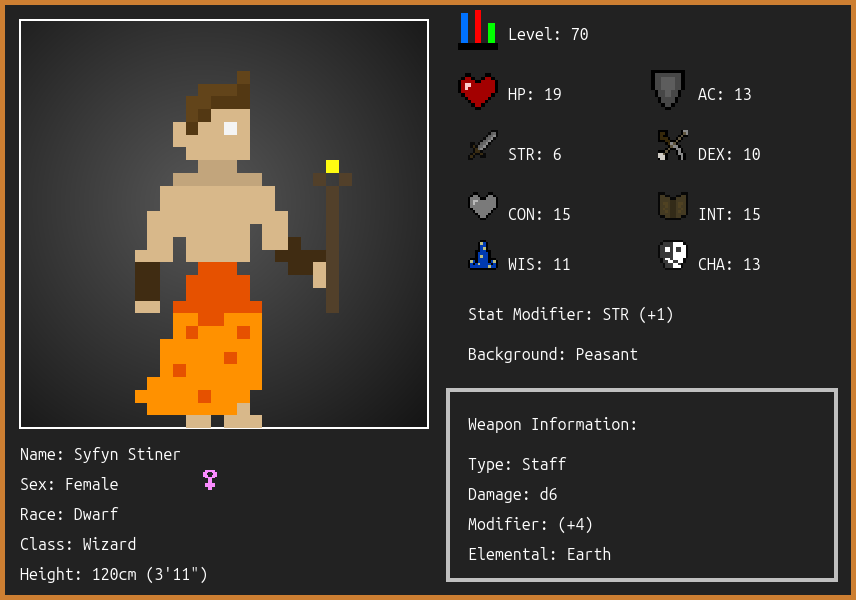 Level: 70
HP: 19
AC: 13
STR: 6
DEX: 10
CON: 15
INT: 15
WIS: 11
CHA: 13
Stat Modifier: STR (+1)
Background: Peasant
Weapon Information:
Type: Staff
Damage: d6
Modifier: (+4)
Elemental: Earth
Name: Syfyn Stiner
Sex: Female
Race: Dwarf
Class: Wizard
Height: 120cm (3'11")